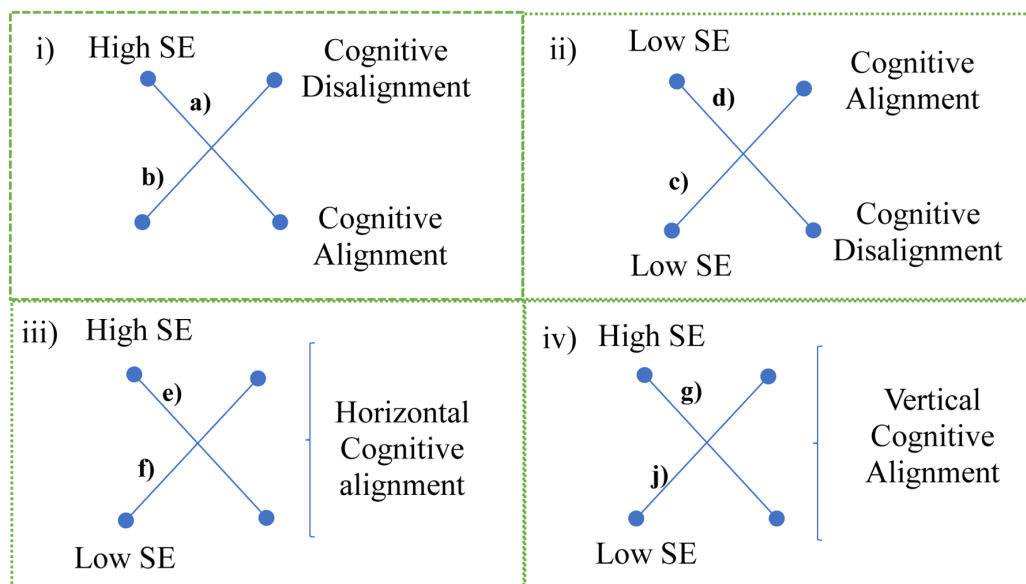 i)
High SE
Cognitive
Disalignment
a)
b)
Cognitive
Alignment
ii)
Low SE
Cognitive
Alignment
d)
c)
Low SE
Cognitive
Disalignment
iii)
High SE
e)
f)
Low SE
Horizontal
Cognitive
alignment
iv)
High SE
g)
j)
Low SE
Vertical
Cognitive
Alignment